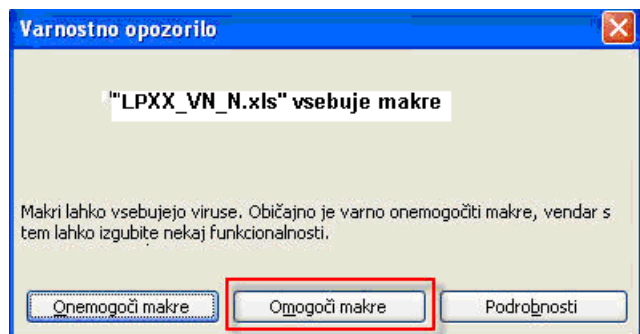 Varnostno opozorilo
""LPXX_VN_N.xls" vsebuje makre
Makri lahko vsebujejo viruse. Običajno je varno onemogočiti makre, vendar s
tem lahko izgubite nekaj funkcionalnosti.
Onemogoči makre
Omogoči makre
Podrobnosti